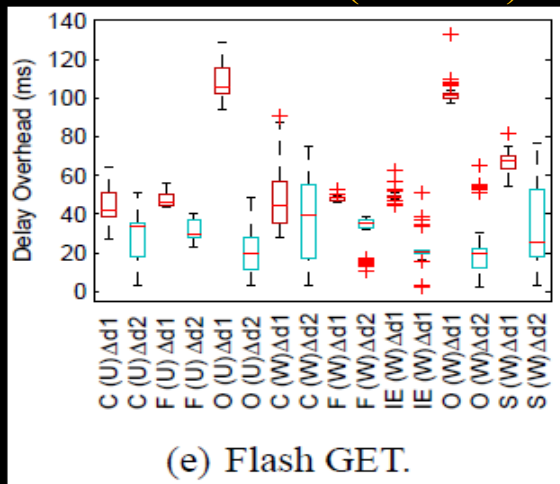 140
120
100
80
60
40
20
0
Delay Overhead (ms)
C (U) Δd1
C (U) Δd2
F (U) Δd1
F (U) Δd2
O (U) Δd1
O (U) Δd2
C (W) Δd1
C (W) Δd2
F (W) Δd1
F (W) Δd2
IE (W) Δd1
IE (W) Δd2
O (W) Δd1
O (W) Δd2
S (W) Δd1
S (W) Δd2
(e) Flash GET.